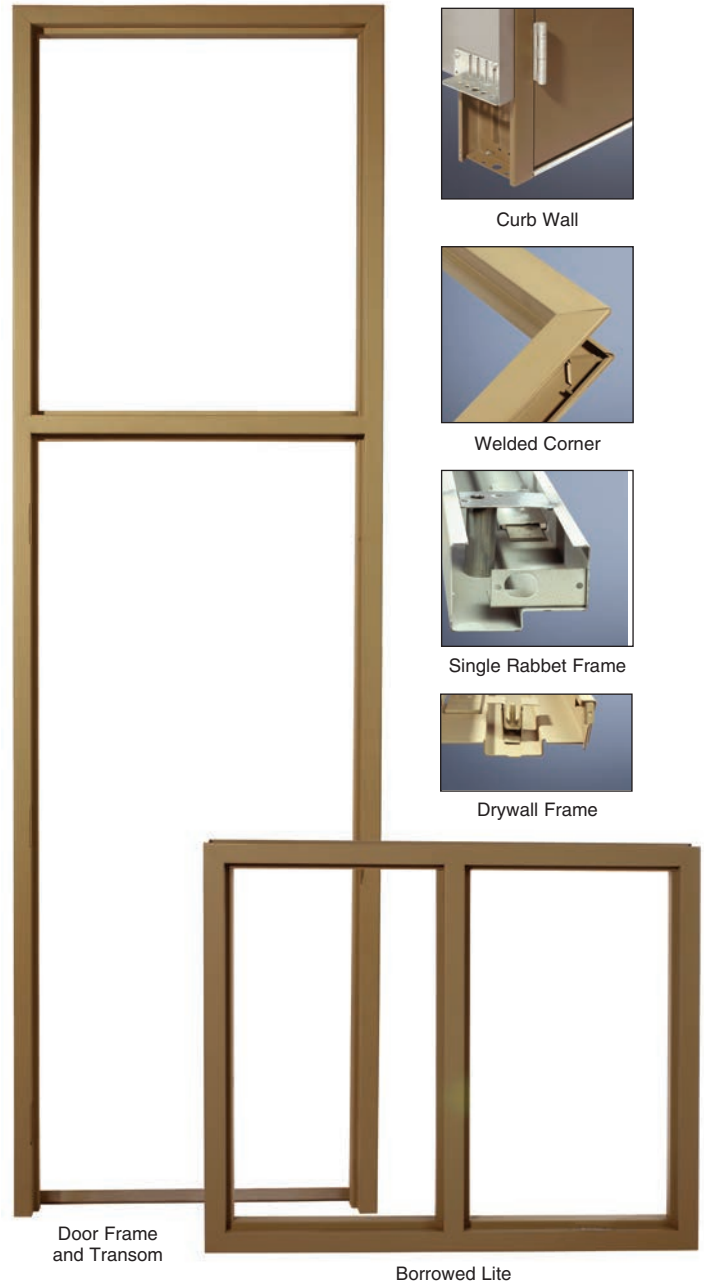 Curb Wall
Welded Corner
Single Rabbet Frame
Drywall Frame
Door Frame
and Transom
Borrowed Lite